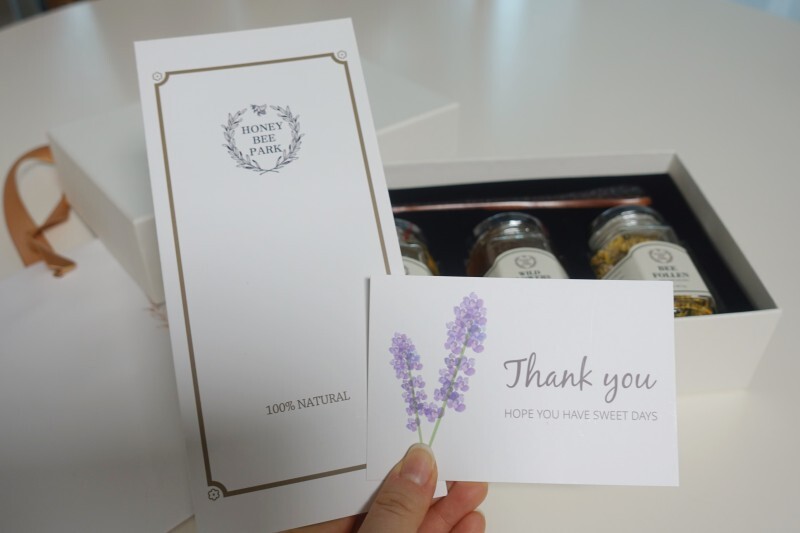 HONEY
BEE
PARK
100% NATURAL
Thank you
HOPE YOU HAVE SWEET DAYS
WILD
BEE
POLLEN